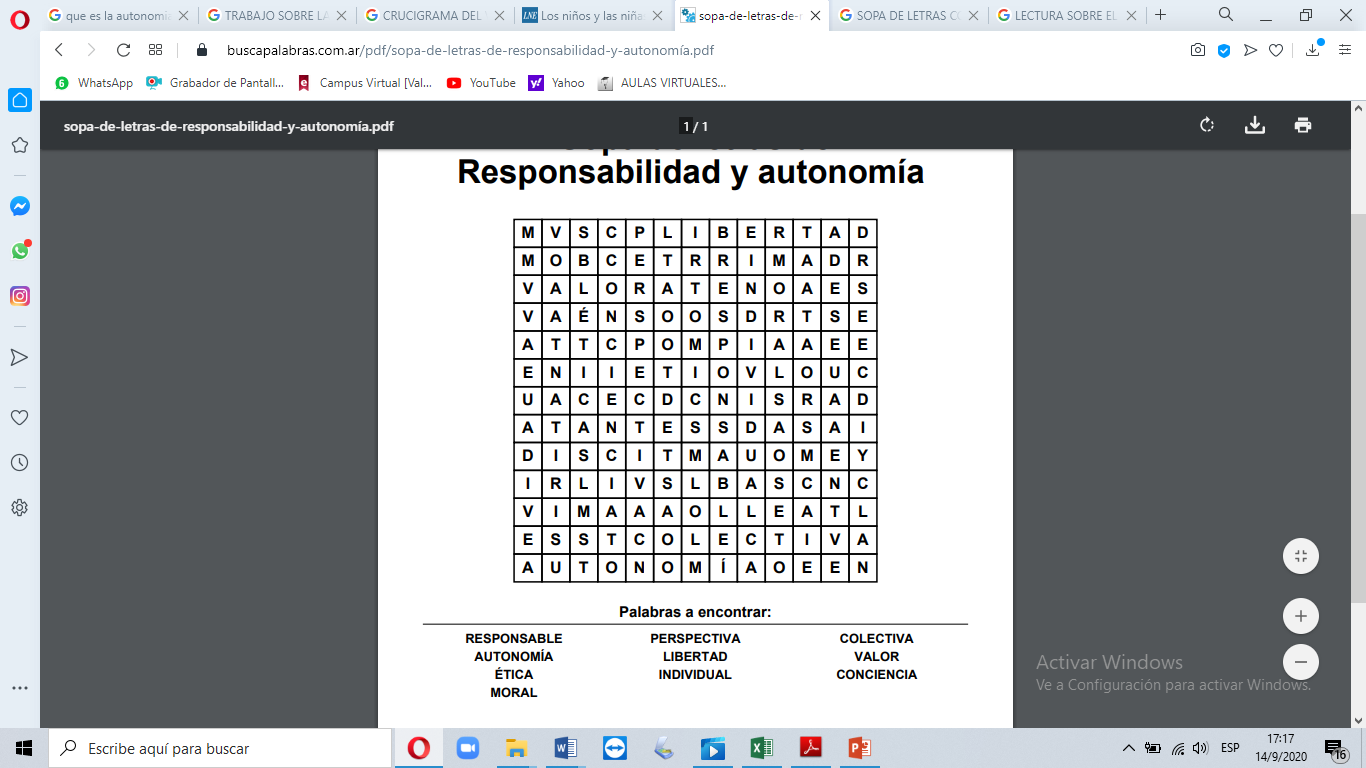 que es la autonomía TRABAJO SOBRE LA CRUCIGRAMA DEL LNE Los niños y las niña sopa-de-letras-de-r SOPA DE LETRAS CO LECTURA SOBRE EL
buscapalabras.com.ar/pdf/sopa-de-letras-de-responsabilidad-y-autonomía.pdf
WhatsApp Grabador de Pantall... Campus Virtual [Val... YouTube Yahoo AULAS VIRTUALES...
sopa-de-letras-de-responsabilidad-y-autonomía.pdf 1 / 1
Responsabilidad y autonomía
M V S C P L I B E R T A D
M O B C E T R R I M A D R
V A L O R A T E N O A E S
V A É N S O O S D R T S E
A T T C P O M P I A A E E
E N I I E T I O V L O U C
U A C E C D C N I S R A D
A T A N T E S S D A S A I
D I S C I T M A U O M E Y
I R L I V S L B A S C N C
V I M A A A O L L E A T L
E S S T C O L E C T I V A
A U T O N O M Í A O E E N
Palabras a encontrar:
RESPONSABLE PERSPECTIVA COLECTIVA
AUTONOMÍA LIBERTAD VALOR
ÉTICA INDIVIDUAL CONCIENCIA
MORAL
Activar Windows
Ve a Configuración para activar Windows.
Escribe aquí para buscar ESP 17:17
14/9/2020 16